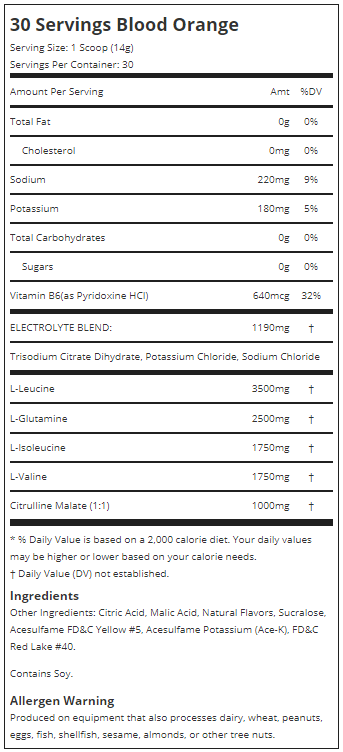 30 Servings Blood Orange
Serving Size: 1 Scoop (14g)
Servings Per Container: 30
Amount Per Serving Amt %DV
Total Fat 0g 0%
Cholesterol 0mg 0%
Sodium 220mg 9%
Potassium 180mg 5%
Total Carbohydrates 0g 0%
Sugars 0g 0%
Vitamin B6(as Pyridoxine HCl) 640mcg 32%
ELECTROLYTE BLEND: 1190mg †
Trisodium Citrate Dihydrate, Potassium Chloride, Sodium Chloride
L-Leucine 3500mg †
L-Glutamine 2500mg †
L-Isoleucine 1750mg †
L-Valine 1750mg †
Citrulline Malate (1:1) 1000mg †
* % Daily Value is based on a 2,000 calorie diet. Your daily values
may be higher or lower based on your calorie needs.
† Daily Value (DV) not established.
Ingredients
Other Ingredients: Citric Acid, Malic Acid, Natural Flavors, Sucralose,
Acesulfame FD&C Yellow #5, Acesulfame Potassium (Ace-K), FD&C
Red Lake #40.
Contains Soy.
Allergen Warning
Produced on equipment that also processes dairy, wheat, peanuts,
eggs, fish, shellfish, sesame, almonds, or other tree nuts.